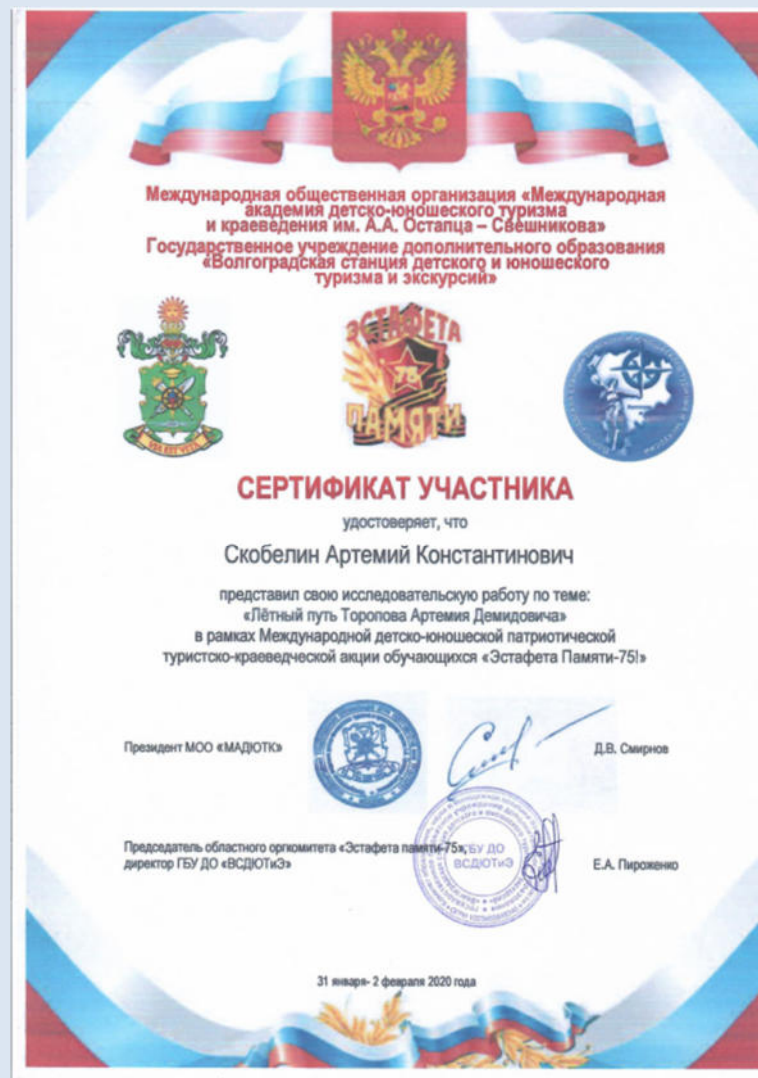 Международная общественная организация «Международная
академия детско-юношеского туризма
и краеведения им. А.А. Остапца – Свешникова»
Государственное учреждение дополнительного образования
«Волгоградская станция детского и юношеского
туризма и экскурсий»
ЭСТАФЕТА
75
ПАМЯТИ
СЕРТИФИКАТ УЧАСТНИКА
удостоверяет, что
Скобелин Артемий Константинович
представил свою исследовательскую работу по теме:
«Лётный путь Торопова Артемия Демидовича»
в рамках Международной детско-юношеской патриотической
туристско-краеведческой акции обучающихся «Эстафета Памяти-75!»
Президент МОО «МАДЮТК»
Д.В. Смирнов
Председатель областного оргкомитета «Эстафета памяти-75»,
директор ГБУ ДО «ВСДЮТиЭ»
ГБУ ДО
ВСДЮТиЭ
Е.А. Пироженко
31 января- 2 февраля 2020 года